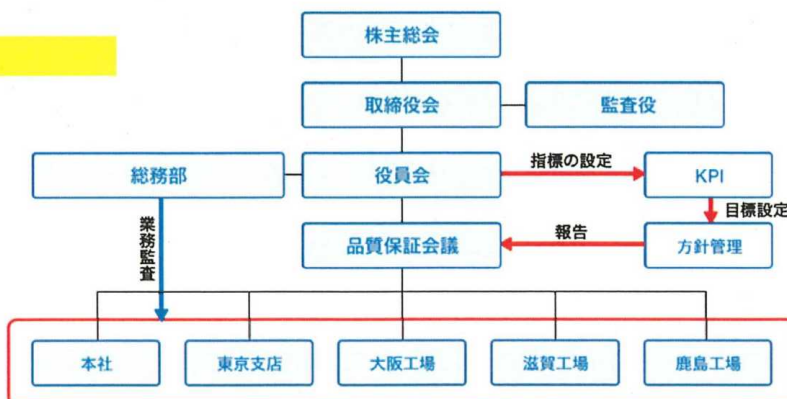 株主総会
取締役会
監査役
総務部
役員会
指標の設定
KPI
目標設定
業務監査
品質保証会議
報告
方針管理
本社
東京支店
大阪工場
滋賀工場
鹿島工場